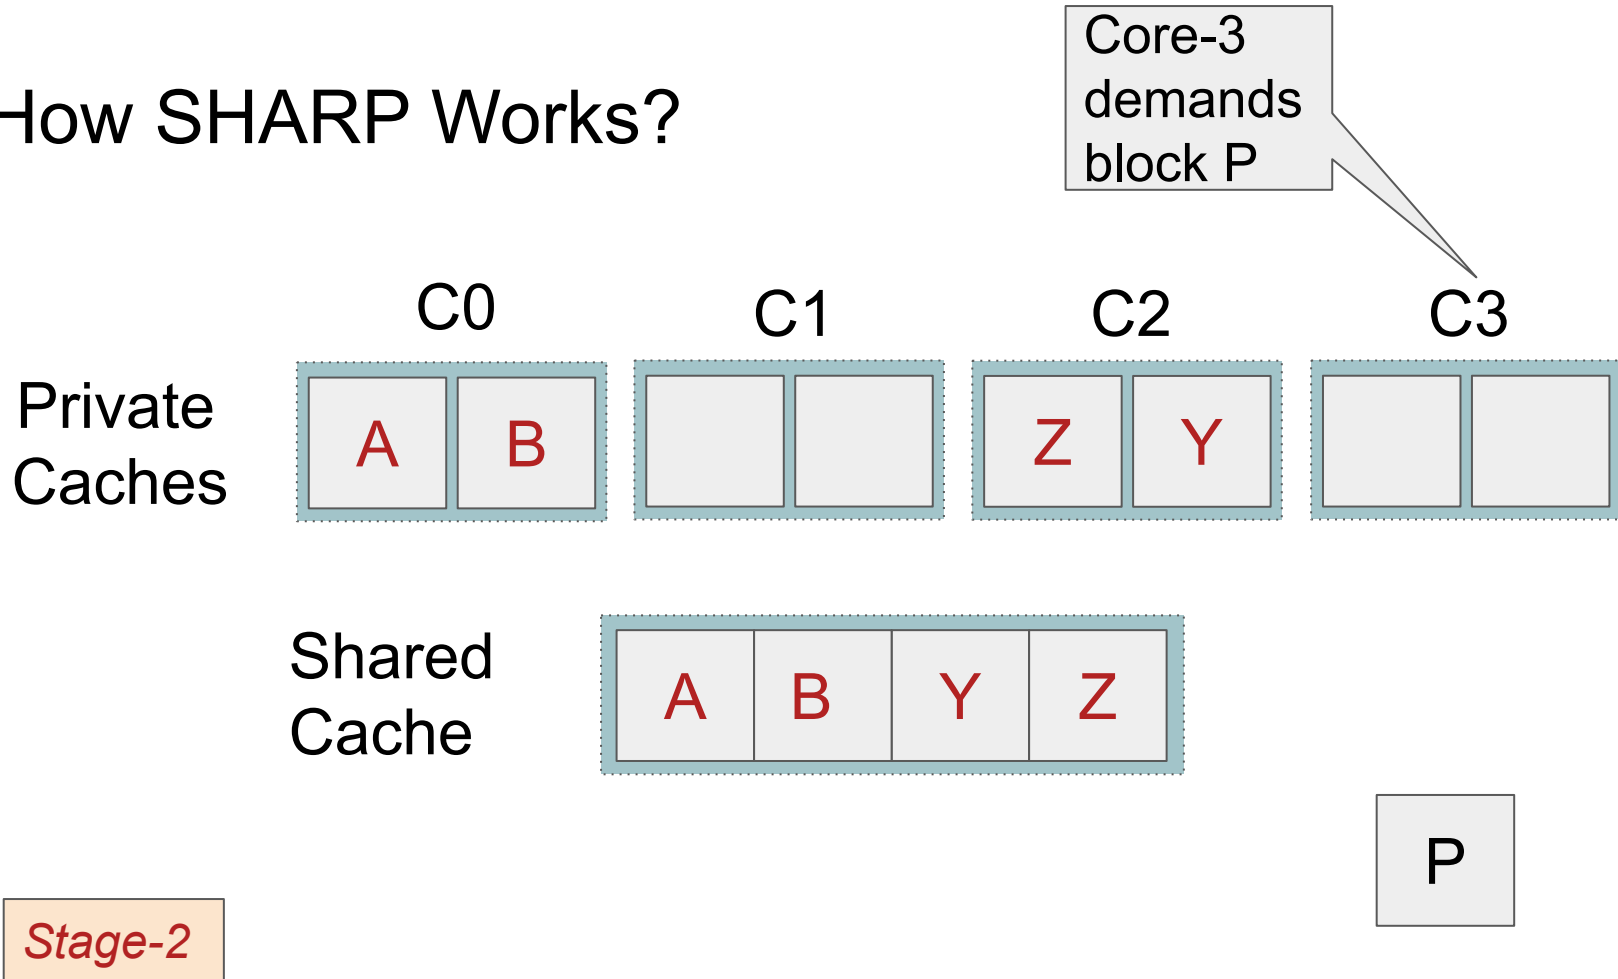 How SHARP Works?
Core-3
demands
block P
C0
C1
C2
C3
Private
Caches
A
B
Z
Y
Shared
Cache
A
B
Y
Z
P
Stage-2